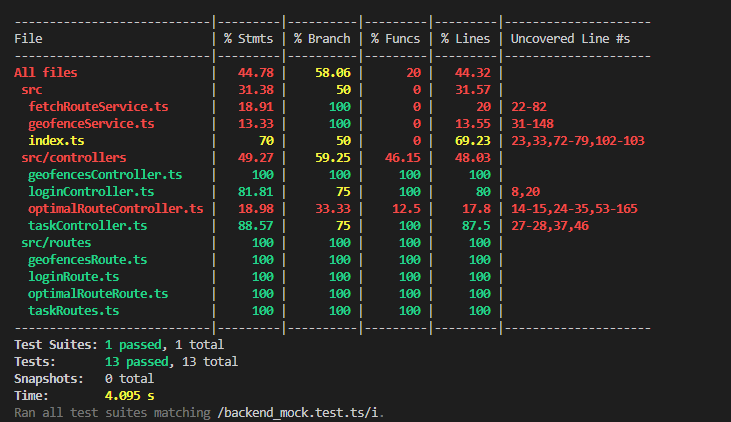 ----------------------------|---------|----------|---------|---------|---------------------
File                        | % Stmts | % Branch | % Funcs | % Lines | Uncovered Line #s
----------------------------|---------|----------|---------|---------|---------------------
All files                   |   44.78 |    58.06 |      20 |   44.32 |
 src                        |   31.38 |       50 |       0 |   31.57 |
  fetchRouteService.ts      |   18.91 |      100 |       0 |      20 | 22-82
  geofenceService.ts        |   13.33 |      100 |       0 |   13.55 | 31-148
  index.ts                  |      70 |       50 |       0 |   69.23 | 23,33,72-79,102-103
 src/controllers            |   49.27 |    59.25 |   46.15 |   48.03 |
  geofencesController.ts    |     100 |      100 |     100 |     100 |
  loginController.ts        |   81.81 |       75 |     100 |      80 | 8,20
  optimalRouteController.ts |   18.98 |    33.33 |    12.5 |    17.8 | 14-15,24-35,53-165
  taskController.ts         |   88.57 |       75 |     100 |    87.5 | 27-28,37,46
 src/routes                 |     100 |      100 |     100 |     100 |
  geofencesRoute.ts         |     100 |      100 |     100 |     100 |
  loginRoute.ts             |     100 |      100 |     100 |     100 |
  optimalRouteRoute.ts      |     100 |      100 |     100 |     100 |
  taskRoutes.ts             |     100 |      100 |     100 |     100 |
----------------------------|---------|----------|---------|---------|---------------------
Test Suites: 1 passed, 1 total
Tests:       13 passed, 13 total
Snapshots:   0 total
Time:        4.095 s
Ran all test suites matching /backend_mock.test.ts/i.